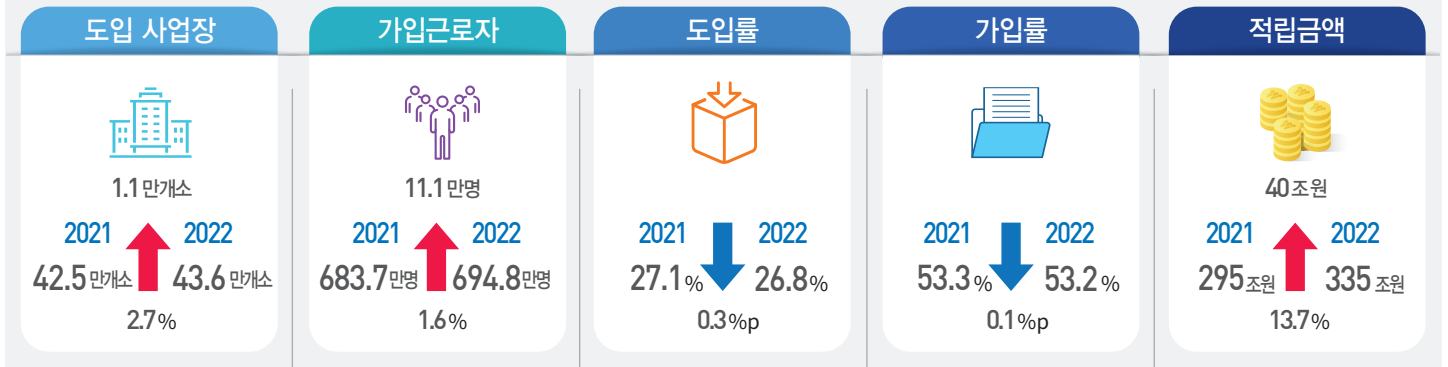 도입 사업장
1.1 만개소
2021 2022
42.5 만개소 43.6 만개소
2.7%
가입근로자
11.1 만명
2021 2022
683.7 만명 694.8 만명
1.6%
도입률
2021 2022
27.1% 26.8%
0.3%p
가입률
2021 2022
53.3% 53.2%
0.1%p
적립금액
40 조원
2021 2022
295 조원 335 조원
13.7%